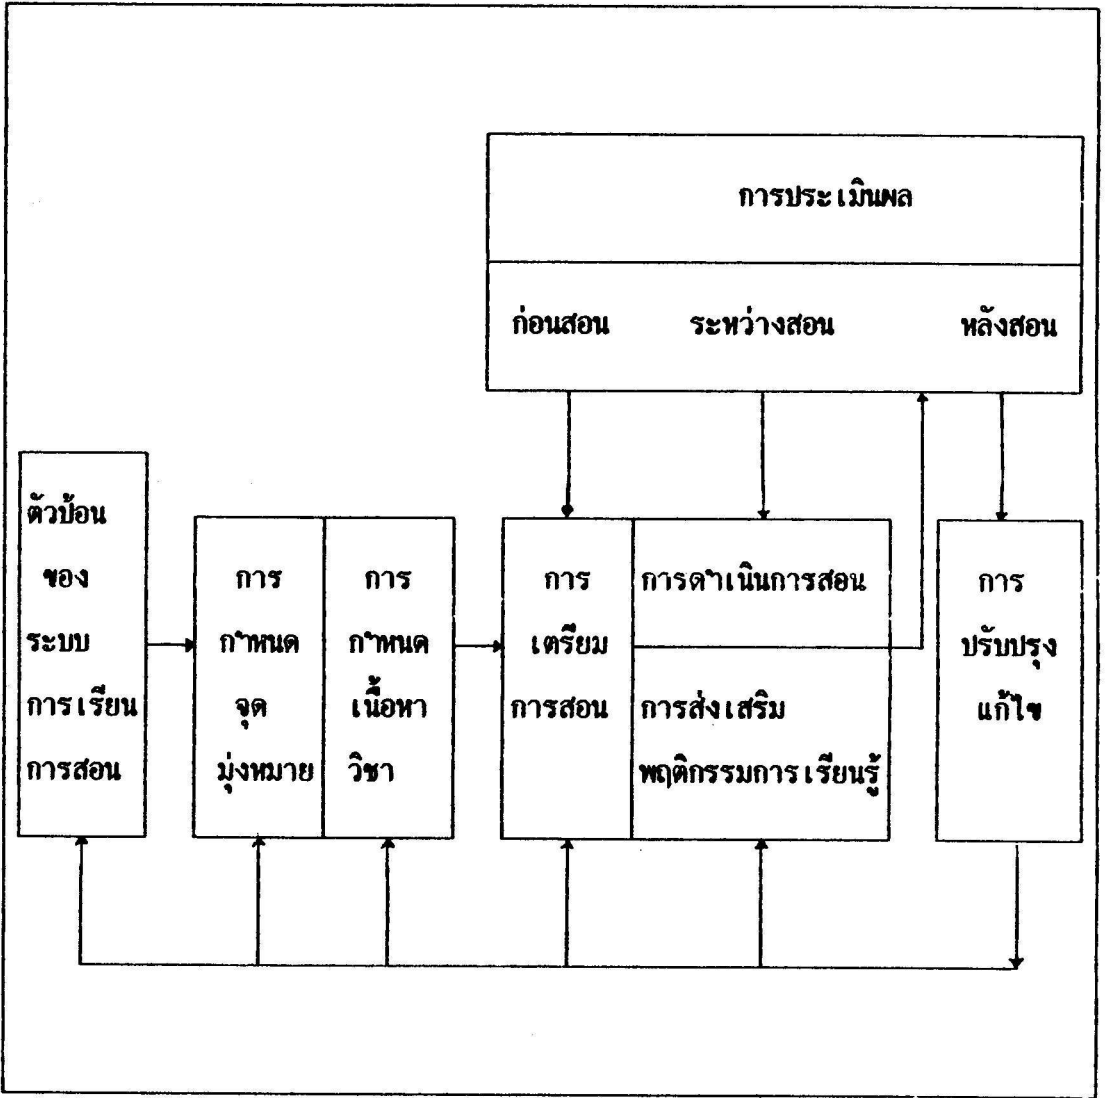 การประเมินผล
ก่อนสอน ระหว่างสอน หลังสอน
ตัวป้อน
ของ
ระบบ
การเรียน
การสอน
การ
กำหนด
จุด
มุ่งหมาย
การ
กำหนด
เนื้อหา
วิชา
การ
เตรียม
การสอน
การดำเนินการสอน
การส่งเสริม
พฤติกรรมการเรียนรู้
การ
ปรับปรุง
แก้ไข